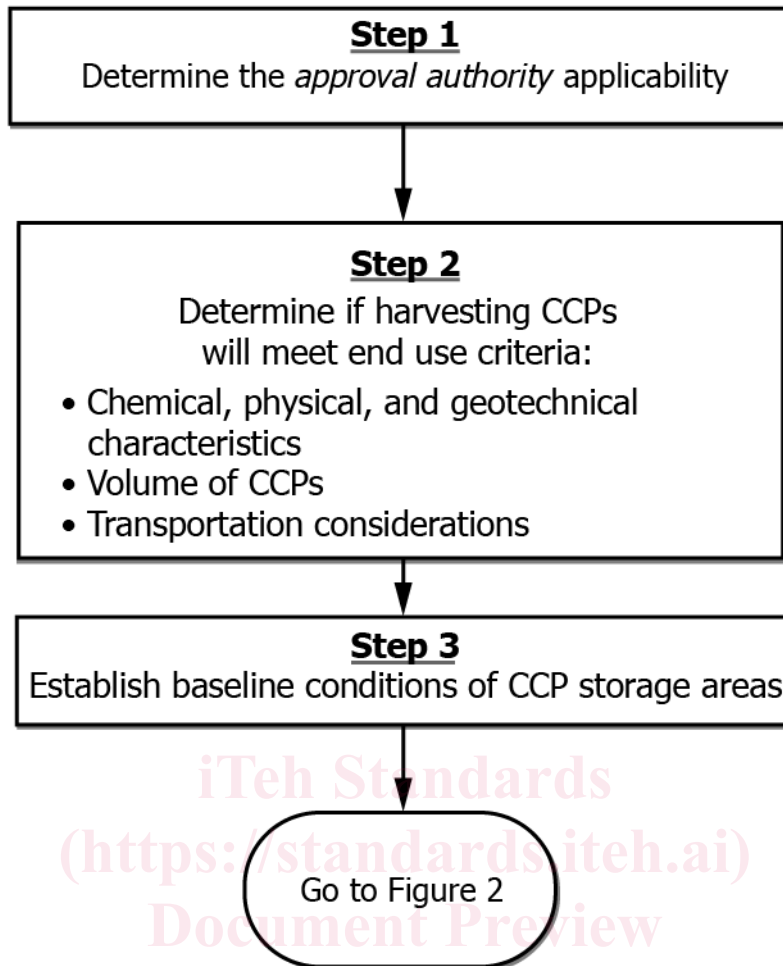 Step 1
Determine the approval authority applicability
Step 2
Determine if harvesting CCPs
will meet end use criteria:
• Chemical, physical, and geotechnical
characteristics
• Volume of CCPs
• Transportation considerations
Step 3
Establish baseline conditions of CCP storage areas
iTeh Standards
(https://standards.iteh.ai)
Go to Figure 2
Document Preview